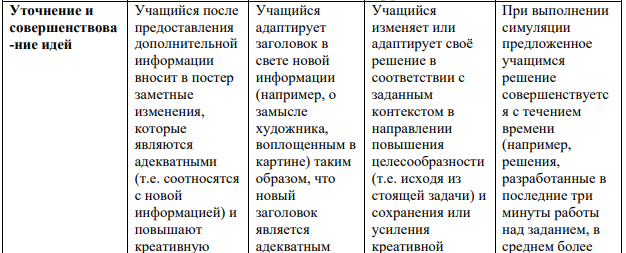 Уточнение и
совершенствова
-ние идей
Учащийся после
предоставления
дополнительной
информации
вносит в постер
заметные
изменения,
которые
являются
адекватными
(т.е. соотносятся
с новой
информацией) и
повышают
креативную
Учащийся
адаптирует
заголовок в
свете новой
информации
(например, о
замысле
художника,
воплощенным в
картине) таким
образом, что
новый
заголовок
является
адекватным
Учащийся
изменяет или
адаптирует своё
решение в
соответствии с
заданным
контекстом в
направлении
повышения
целесообразности
(т.е. исходя из
стоящей задачи) и
сохранения или
усиления
креативной
При выполнении
симуляции
предложенное
учащимся
решение
совершенствуетс
я с течением
времени
(например,
решения,
разработанные в
последние три
минуты работы
над заданием, в
среднем более